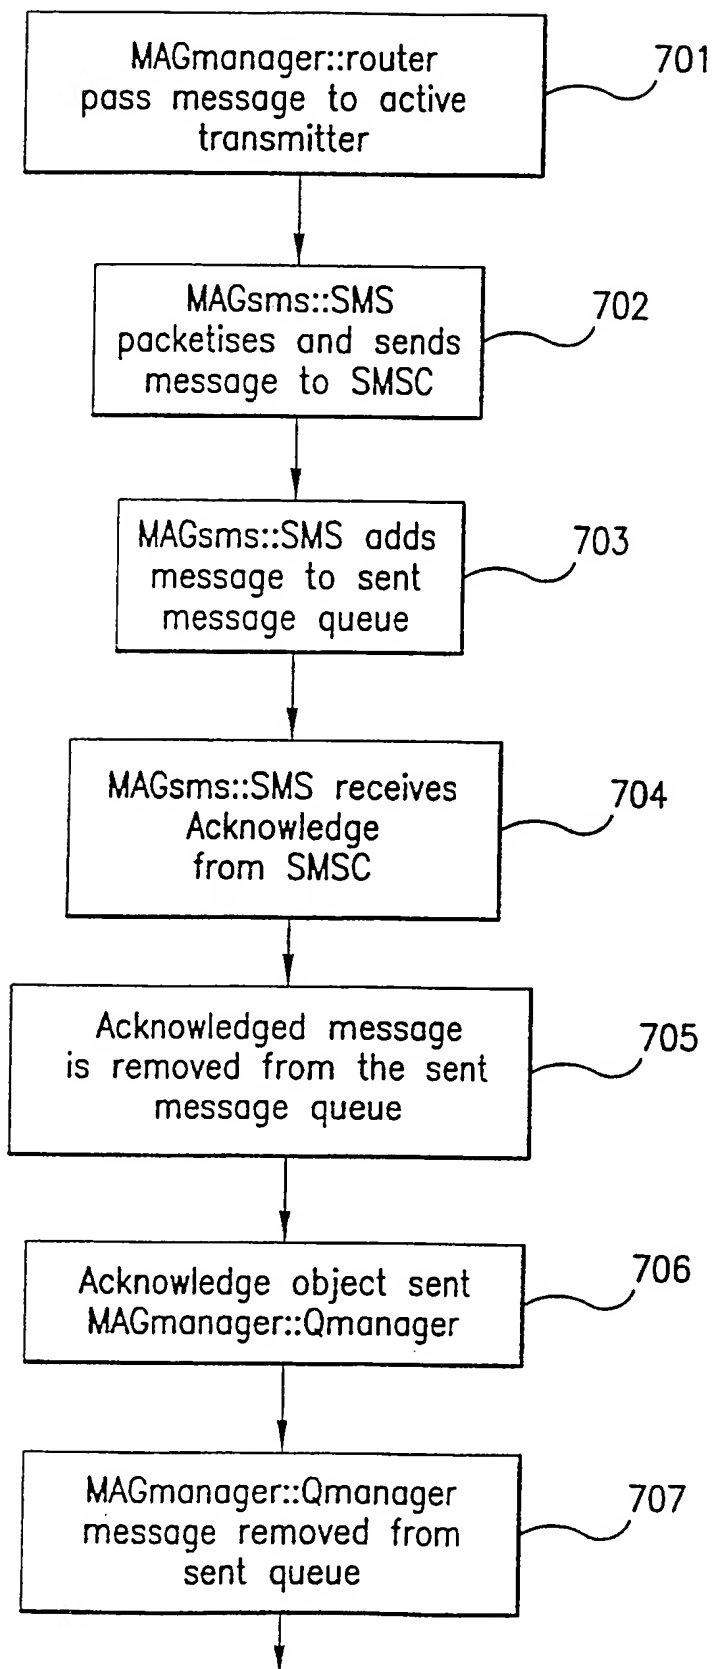 MAGmanager::router
pass message to active
transmitter
701
MAGsms::SMS
packetises and sends
message to SMSC
702
MAGsms::SMS adds
message to sent
message queue
703
MAGsms::SMS receives
Acknowledge
from SMSC
704
Acknowledged message
is removed from the sent
message queue
705
Acknowledge object sent
MAGmanager::Qmanager
706
MAGmanager::Qmanager
message removed from
sent queue
707